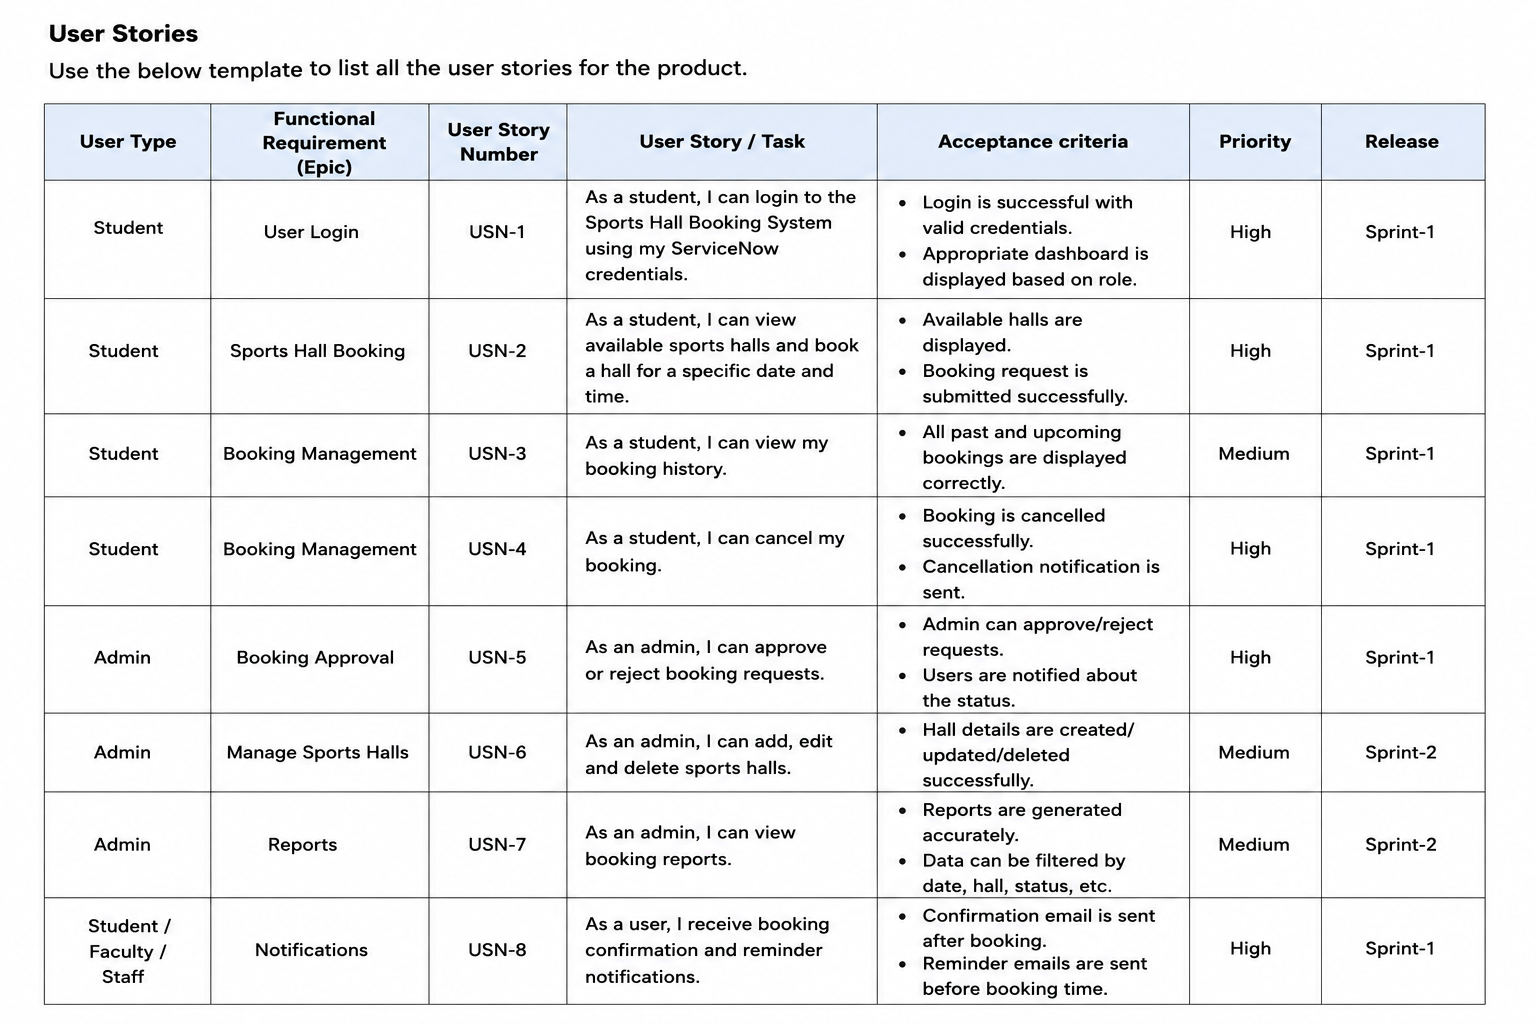 User Stories
Use the below template to list all the user stories for the product.
User Type
Functional
Requirement
(Epic)
User Story
Number
User Story / Task
Acceptance criteria
Priority
Release
Student
User Login
USN-1
As a student, I can login to the
Sports Hall Booking System
using my ServiceNow
credentials.
• Login is successful with
valid credentials.
• Appropriate dashboard is
displayed based on role.
High
Sprint-1
Student
Sports Hall Booking
USN-2
As a student, I can view
available sports halls and book
a hall for a specific date and
time.
• Available halls are
displayed.
• Booking request is
submitted successfully.
High
Sprint-1
Student
Booking Management
USN-3
As a student, I can view my
booking history.
• All past and upcoming
bookings are displayed
correctly.
Medium
Sprint-1
Student
Booking Management
USN-4
As a student, I can cancel my
booking.
• Booking is cancelled
successfully.
• Cancellation notification is
sent.
High
Sprint-1
Admin
Booking Approval
USN-5
As an admin, I can approve
or reject booking requests.
• Admin can approve/reject
requests.
• Users are notified about
the status.
High
Sprint-1
Admin
Manage Sports Halls
USN-6
As an admin, I can add, edit
and delete sports halls.
• Hall details are created/
updated/deleted
successfully.
Medium
Sprint-2
Admin
Reports
USN-7
As an admin, I can view
booking reports.
• Reports are generated
accurately.
• Data can be filtered by
date, hall, status, etc.
Medium
Sprint-2
Student /
Faculty /
Staff
Notifications
USN-8
As a user, I receive booking
confirmation and reminder
notifications.
• Confirmation email is sent
after booking.
• Reminder emails are sent
before booking time.
High
Sprint-1